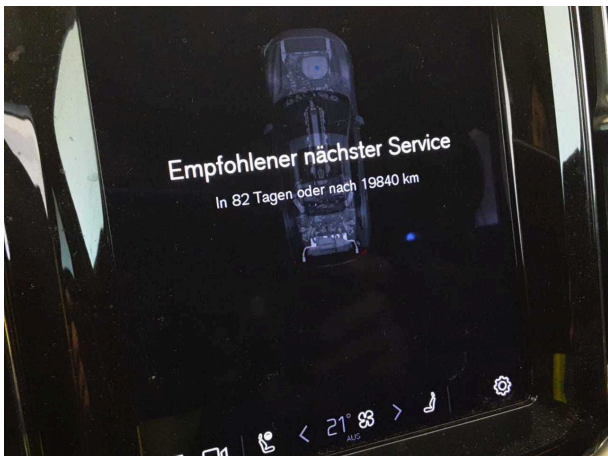 Empfohlener nächster Service
In 82 Tagen oder nach 19840 km
21°
AUS